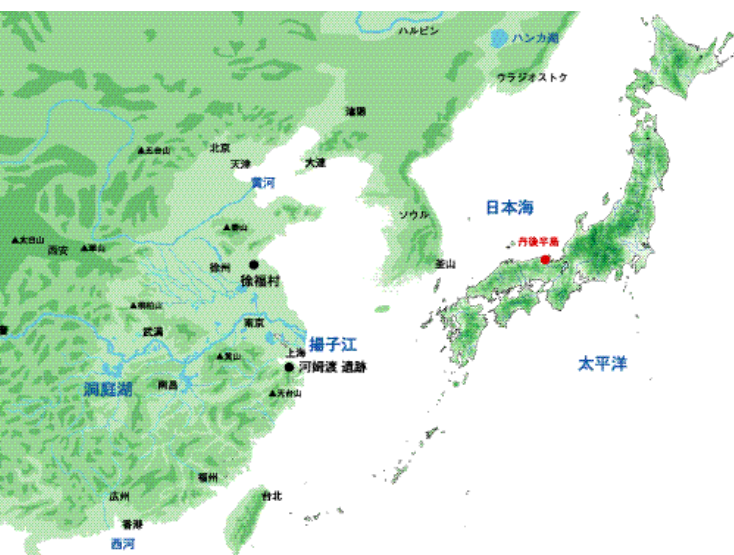 ハルビン
ハンカ湖
ウラジオストク
瀋陽
▲五台山
北京
天津
大連
黄河
ソウル
日本海
丹後半島
▲泰山
▲太白山
西安
▲華山
徐州
釜山
徐福村
▲桐柏山
武漢
南京
揚子江
上海
▲黄山
河姆渡 遺跡
太平洋
洞庭湖
南昌
▲天台山
福州
広州
台北
香港
西河